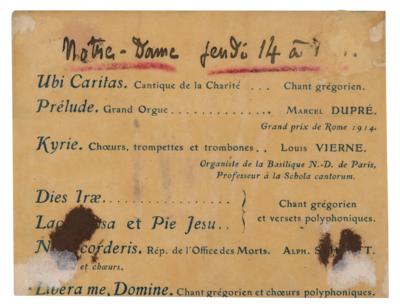 Notre-Dame jeudi 14 à
Ubi Caritas. Cantique de la Charité ... Chant grégorien.
Prélude. Grand Orgue ............. MARCEL DUPRÉ.
Grand prix de Rome 1914.
Kyrie. Chœurs, trompettes et trombones.. LOUIS VIERNE.
Organiste de la Basilique N.-D. de Paris,
Professeur à la Schola cantorum.
Dies Iræ .............. Chant grégorien
et Pie Jesu.. et versets polyphoniques.
Rép. de l'Office des Morts. ALPH.
et chœurs.
Libera me, Domine. Chant grégorien et chœurs polyphoniques.